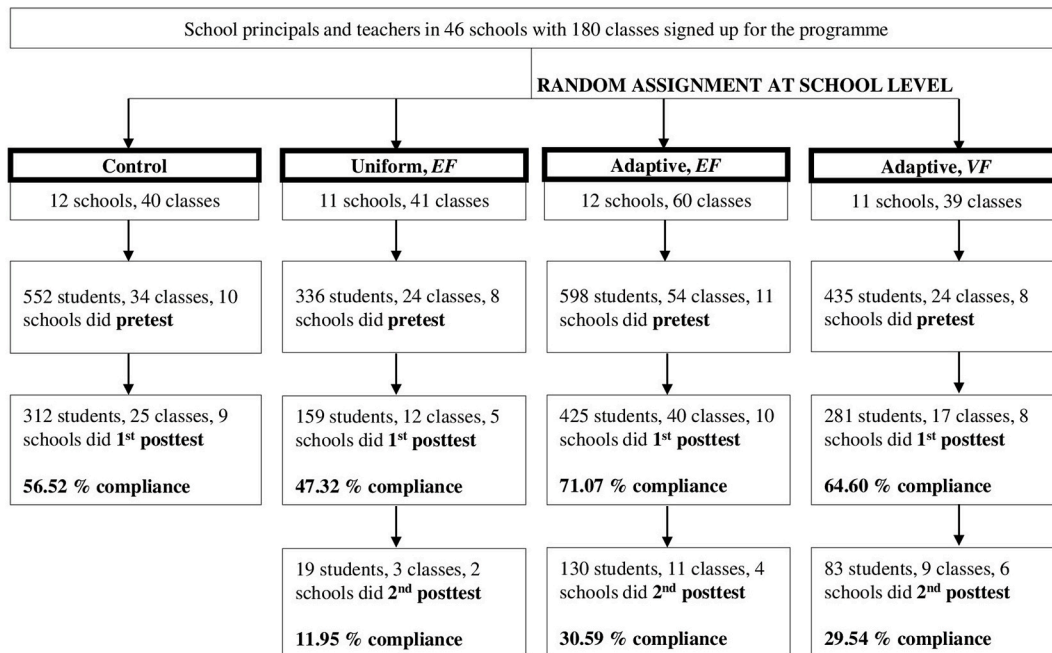 School principals and teachers in 46 schools with 180 classes signed up for the programme
RANDOM ASSIGNMENT AT SCHOOL LEVEL
Control
12 schools, 40 classes
552 students, 34 classes, 10
schools did pretest
312 students, 25 classes, 9
schools did 1st posttest
56.52 % compliance
Uniform, EF
11 schools, 41 classes
336 students, 24 classes, 8
schools did pretest
159 students, 12 classes, 5
schools did 1st posttest
47.32 % compliance
19 students, 3 classes, 2
schools did 2nd posttest
11.95 % compliance
Adaptive, EF
12 schools, 60 classes
598 students, 54 classes, 11
schools did pretest
425 students, 40 classes, 10
schools did 1st posttest
71.07 % compliance
130 students, 11 classes, 4
schools did 2nd posttest
30.59 % compliance
Adaptive, VF
11 schools, 39 classes
435 students, 24 classes, 8
schools did pretest
281 students, 17 classes, 8
schools did 1st posttest
64.60 % compliance
83 students, 9 classes, 6
schools did 2nd posttest
29.54 % compliance